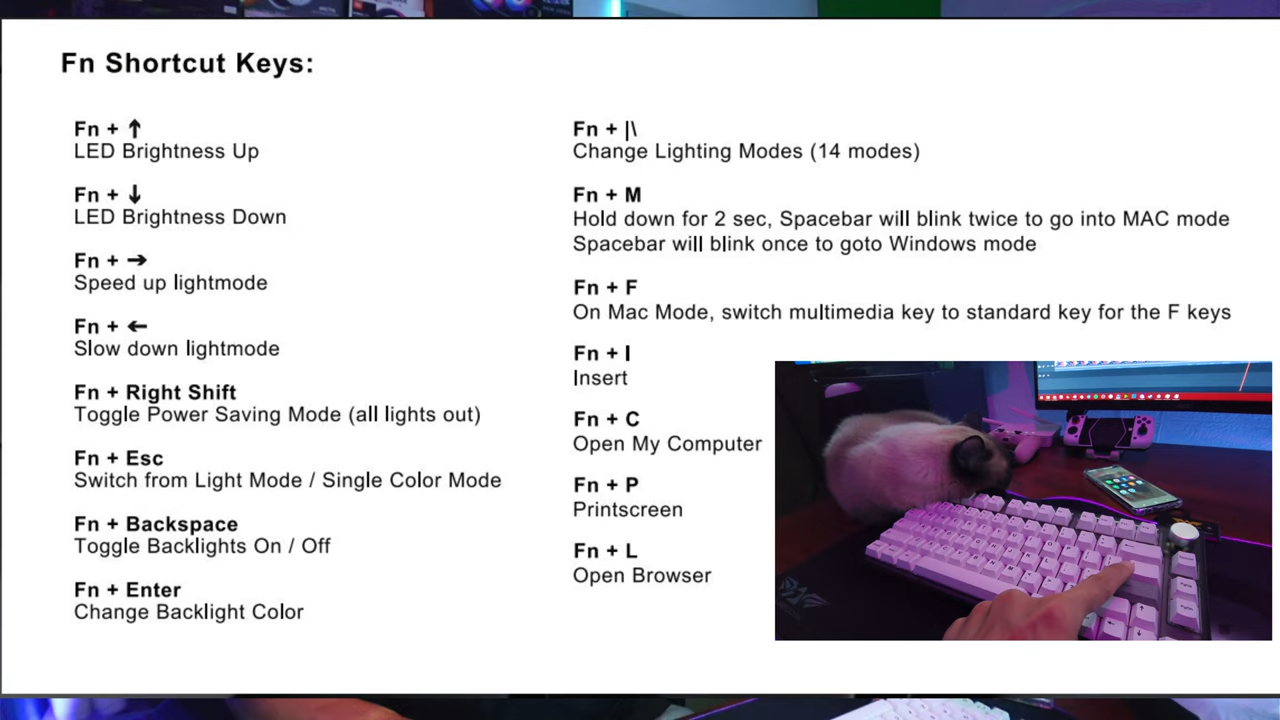 Fn Shortcut Keys:
Fn + ↑
LED Brightness Up
Fn + ↓
LED Brightness Down
Fn + →
Speed up lightmode
Fn + ←
Slow down lightmode
Fn + Right Shift
Toggle Power Saving Mode (all lights out)
Fn + Esc
Switch from Light Mode / Single Color Mode
Fn + Backspace
Toggle Backlights On / Off
Fn + Enter
Change Backlight Color
Fn + |\
Change Lighting Modes (14 modes)
Fn + M
Hold down for 2 sec, Spacebar will blink twice to go into MAC mode
Spacebar will blink once to goto Windows mode
Fn + F
On Mac Mode, switch multimedia key to standard key for the F keys
Fn + I
Insert
Fn + C
Open My Computer
Fn + P
Printscreen
Fn + L
Open Browser